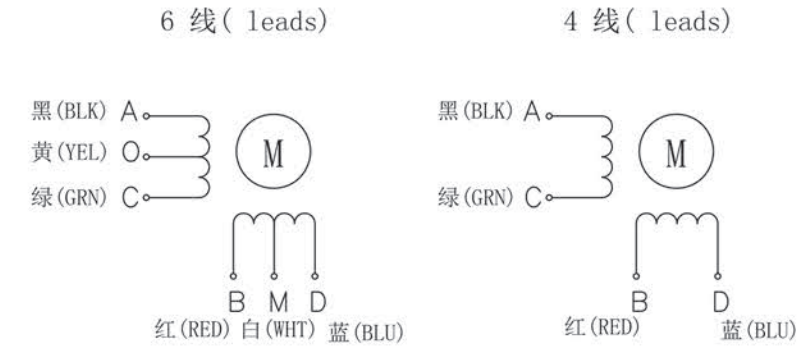 6 线( leads)
黑(BLK) A
黄(YEL) O
绿(GRN) C
M
B M D
红(RED) 白(WHT) 蓝(BLU)
4 线( leads)
黑(BLK) A
绿(GRN) C
M
B D
红(RED) 蓝(BLU)